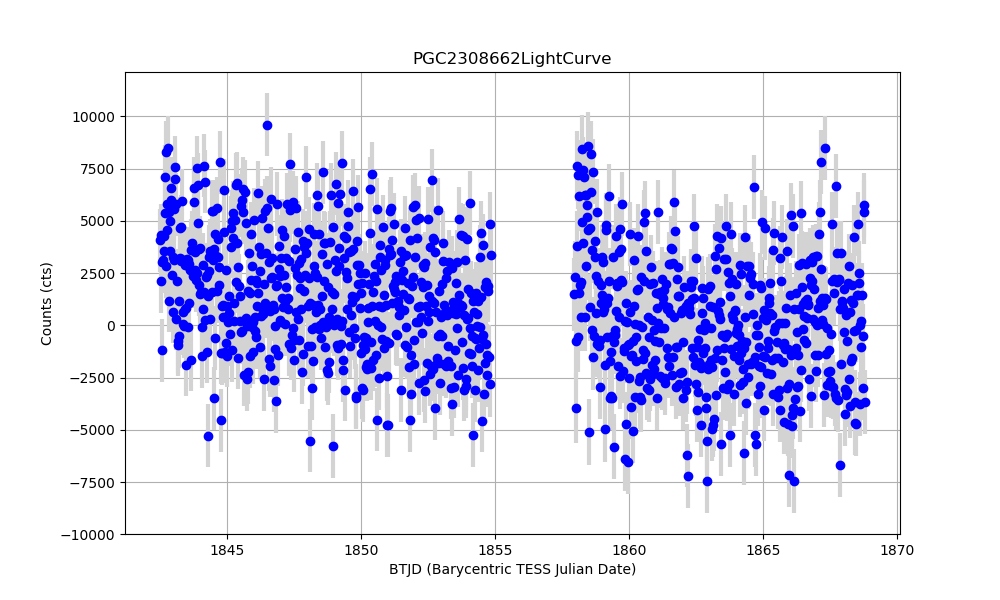 PGC2308662LightCurve
10000
7500
5000
2500
0
−2500
−5000
−7500
−10000
Counts (cts)
1845 1850 1855 1860 1865 1870
BTJD (Barycentric TESS Julian Date)